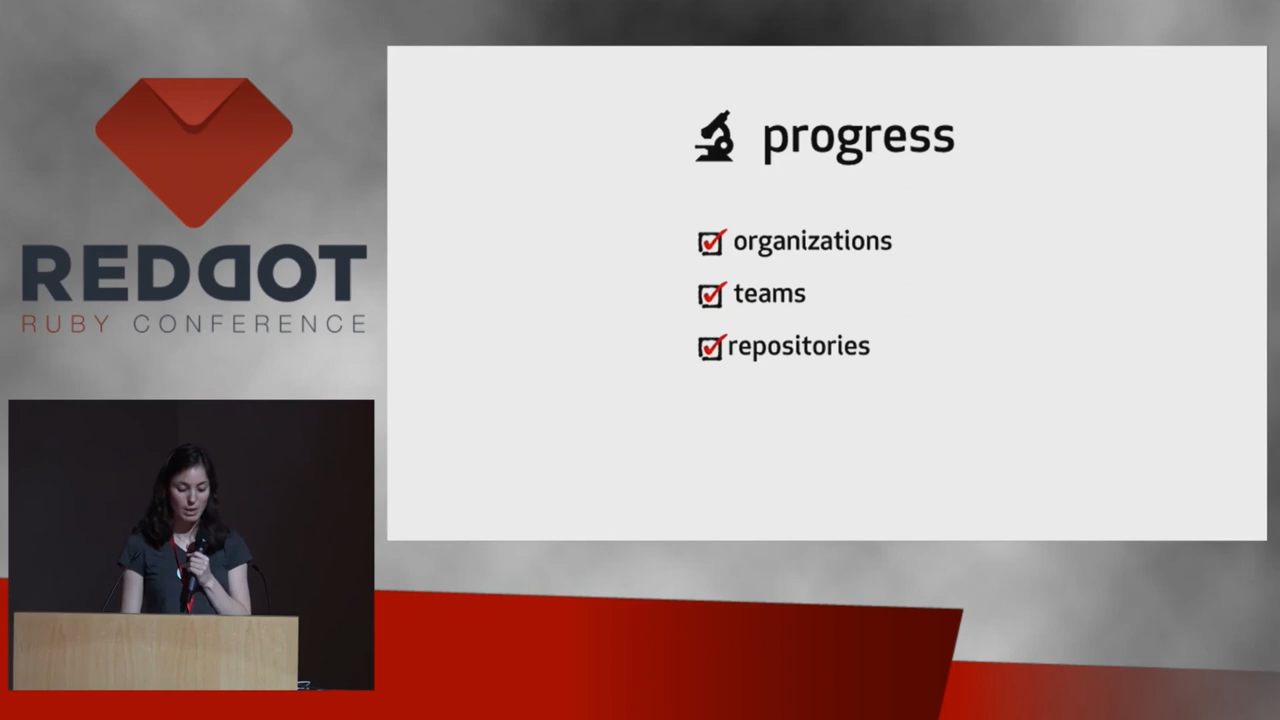 REDDOT
RUBY CONFERENCE
progress
organizations
teams
repositories